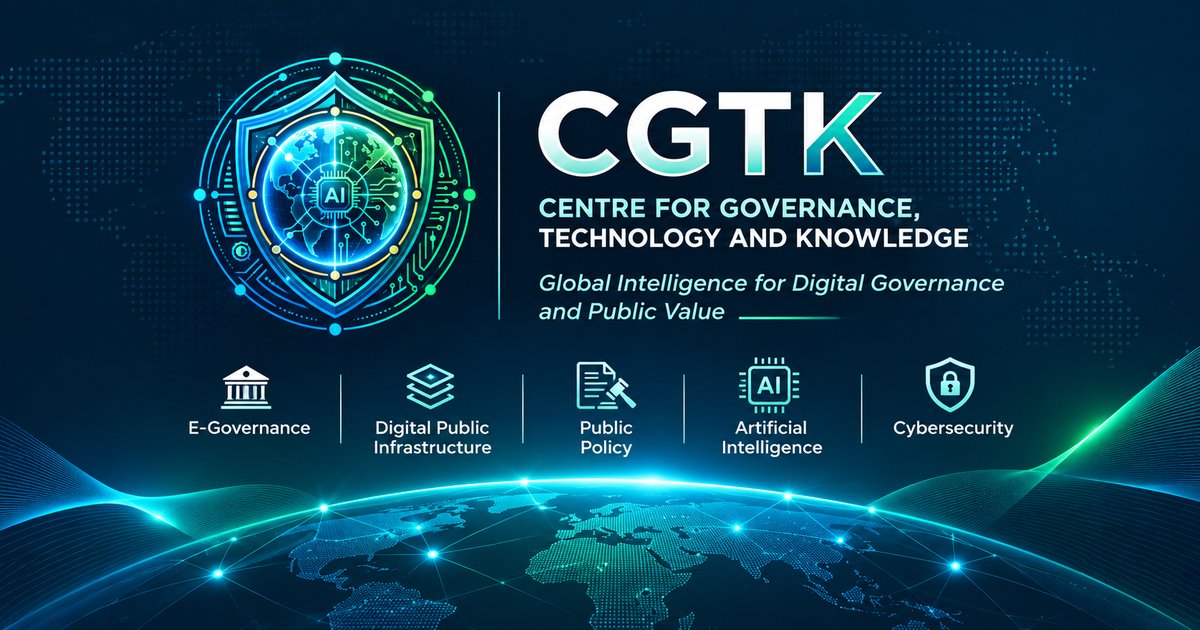 AI
CGTK
CENTRE FOR GOVERNANCE,
TECHNOLOGY AND KNOWLEDGE
Global Intelligence for Digital Governance
and Public Value
E-Governance
Digital Public
Infrastructure
Public
Policy
AI
Artificial
Intelligence
Cybersecurity